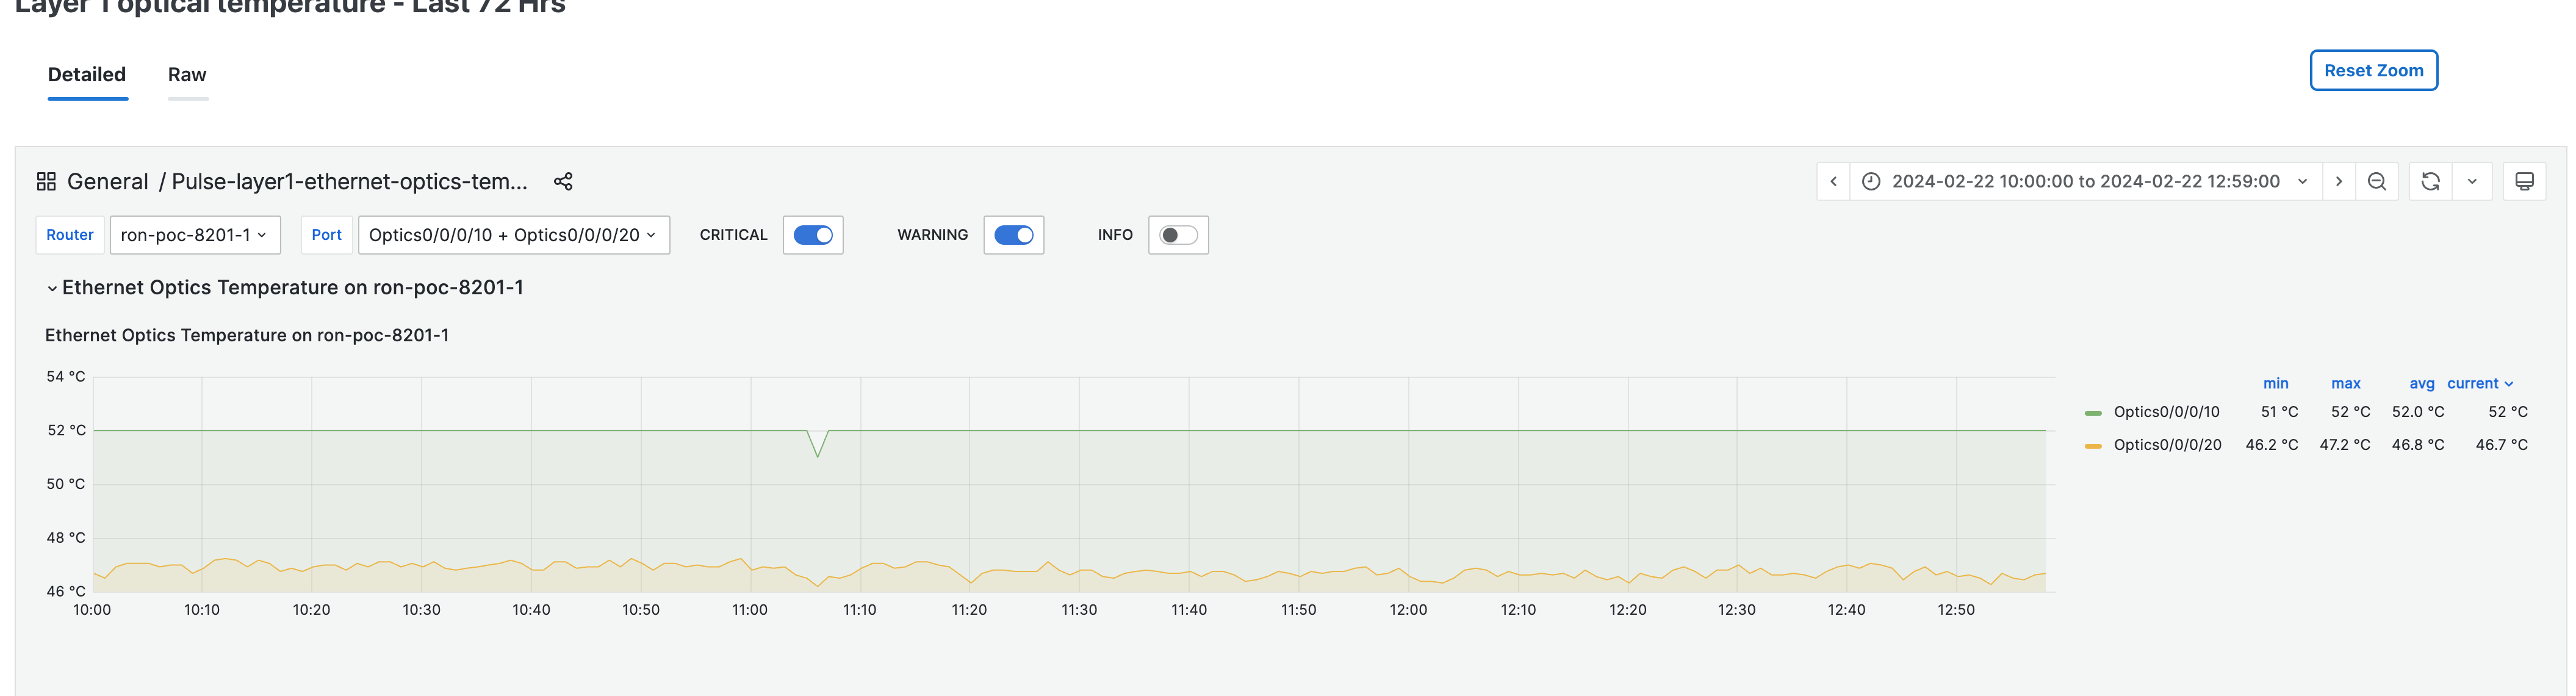 Layer 1 optical temperature - Last 72 Hrs
Detailed Raw Reset Zoom
General / Pulse-layer1-ethernet-optics-tem... 2024-02-22 10:00:00 to 2024-02-22 12:59:00
Router ron-poc-8201-1 Port Optics0/0/0/10 + Optics0/0/0/20 CRITICAL WARNING INFO
Ethernet Optics Temperature on ron-poc-8201-1
Ethernet Optics Temperature on ron-poc-8201-1
54 °C
52 °C
50 °C
48 °C
46 °C
10:00 10:10 10:20 10:30 10:40 10:50 11:00 11:10 11:20 11:30 11:40 11:50 12:00 12:10 12:20 12:30 12:40 12:50
min max avg current
Optics0/0/0/10 51 °C 52 °C 52.0 °C 52 °C
Optics0/0/0/20 46.2 °C 47.2 °C 46.8 °C 46.7 °C